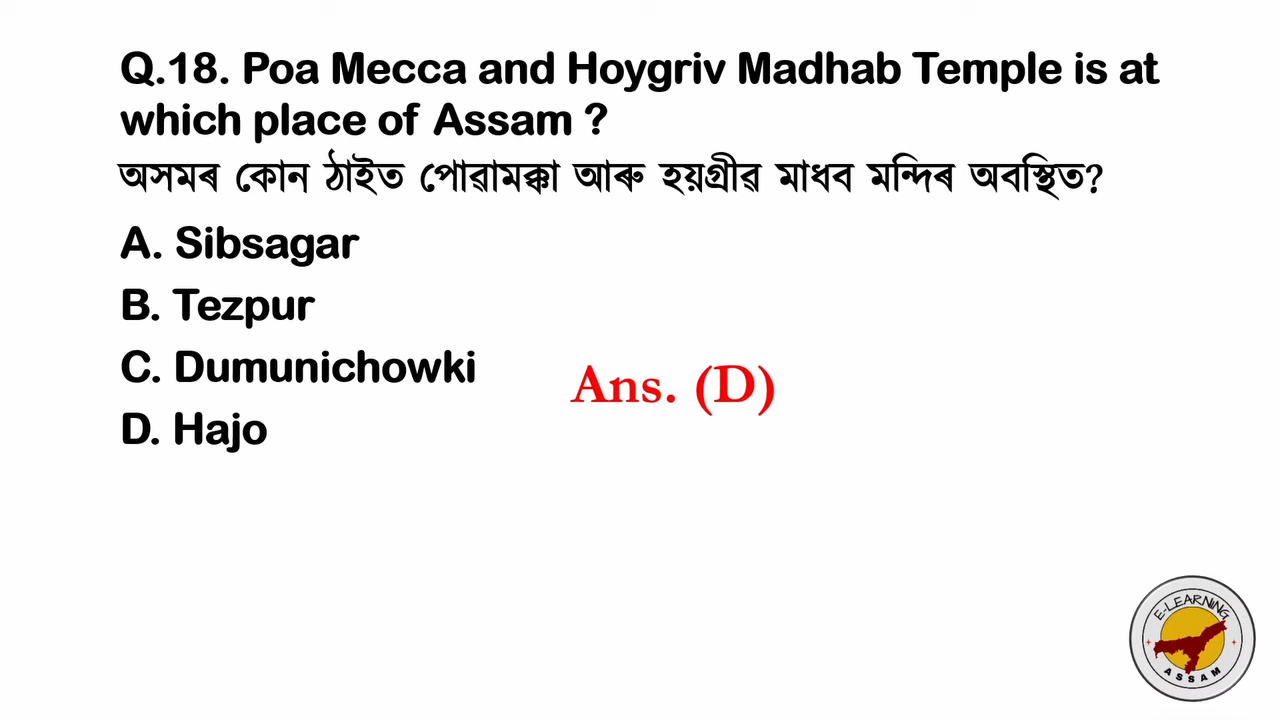 Q.18. Poa Mecca and Hoygriv Madhab Temple is at
which place of Assam ?
অসমৰ কোন ঠাইত পোৱামক্কা আৰু হয়গ্ৰীৱ মাধব মন্দিৰ অবস্থিত?
A. Sibsagar
B. Tezpur
C. Dumunichowki
Ans. (D)
D. Hajo
E-LEARNING
ASSAM